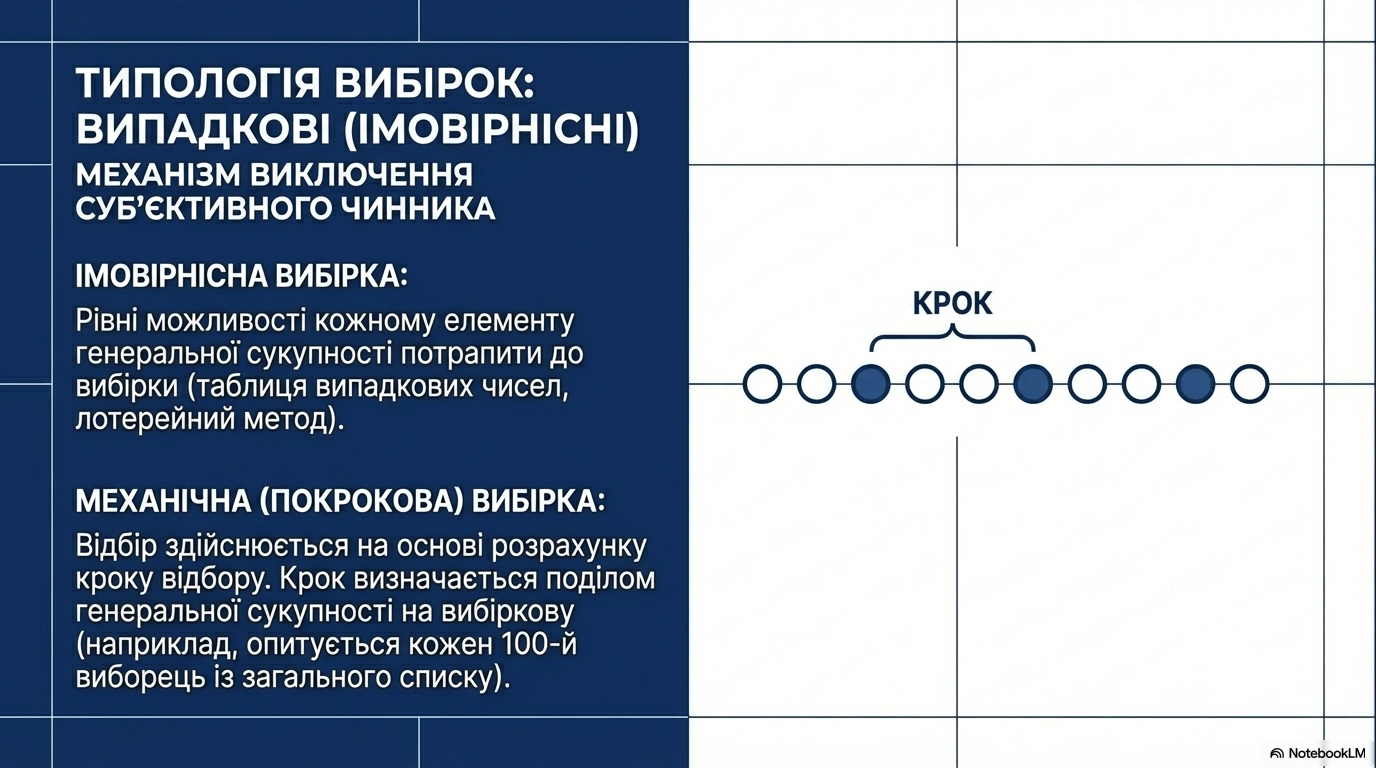 ТИПОЛОГІЯ ВИБІРОК:
ВИПАДКОВІ (ІМОВІРНІСНІ)
МЕХАНІЗМ ВИКЛЮЧЕННЯ
СУБ’ЄКТИВНОГО ЧИННИКА
ІМОВІРНІСНА ВИБІРКА:
Рівні можливості кожному елементу
генеральної сукупності потрапити до
вибірки (таблиця випадкових чисел,
лотерейний метод).
МЕХАНІЧНА (ПОКРОКОВА) ВИБІРКА:
Відбір здійснюється на основі розрахунку
кроку відбору. Крок визначається поділом
генеральної сукупності на вибіркову
(наприклад, опитується кожен 100-й
виборець із загального списку).
КРОК
NotebookLM